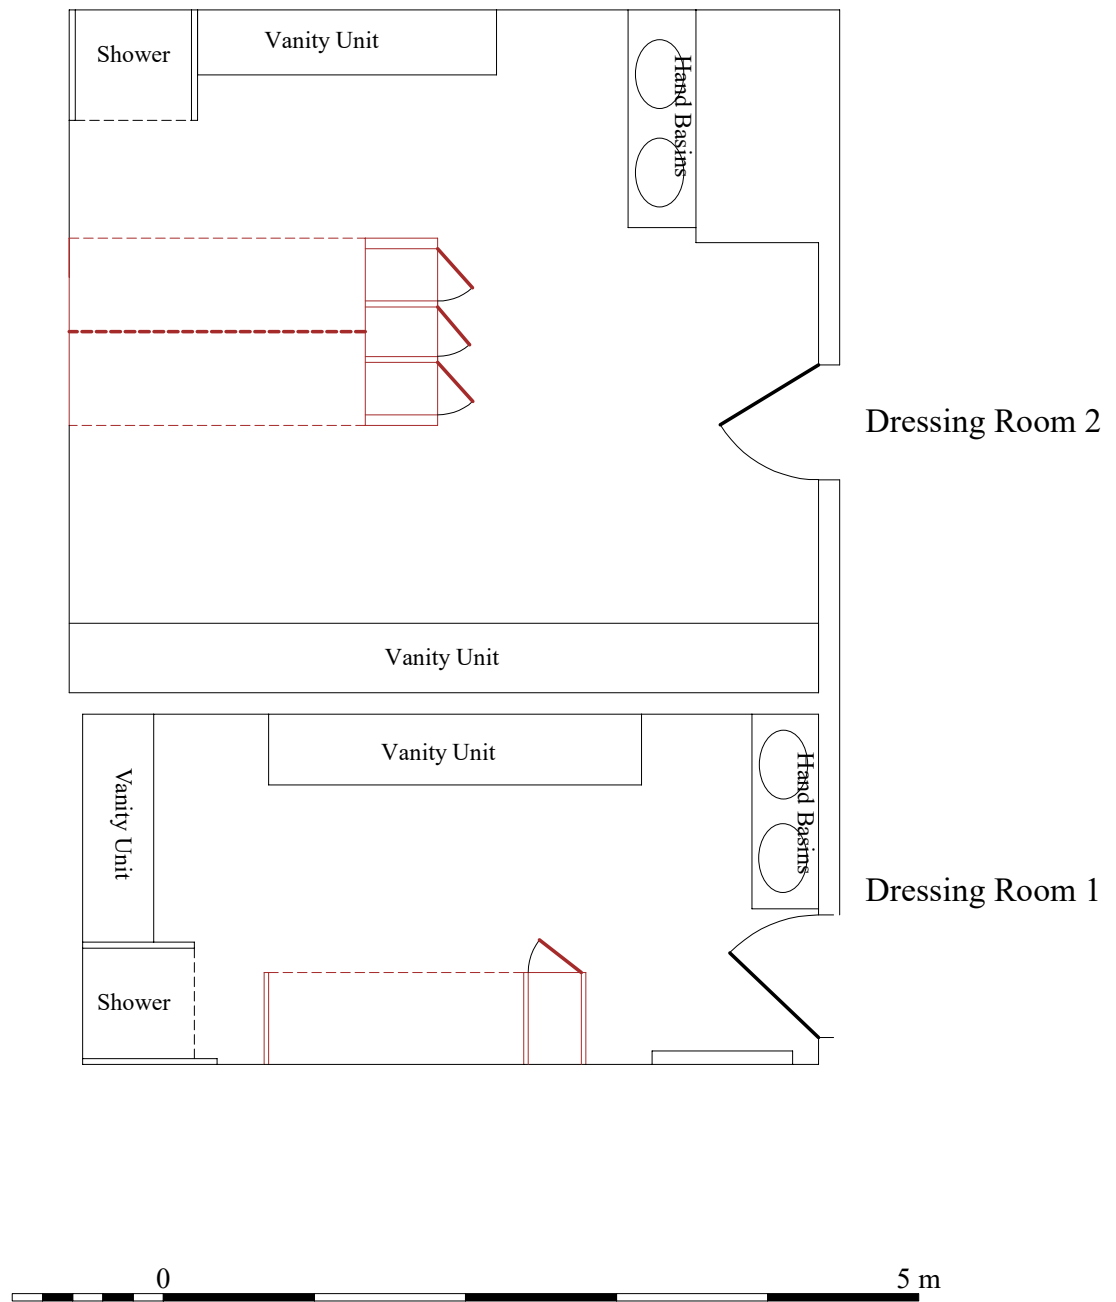 Shower
Vanity Unit
Hand Basins
Dressing Room 2
Vanity Unit
Vanity Unit
Vanity Unit
Hand Basins
Dressing Room 1
Shower
0
5 m